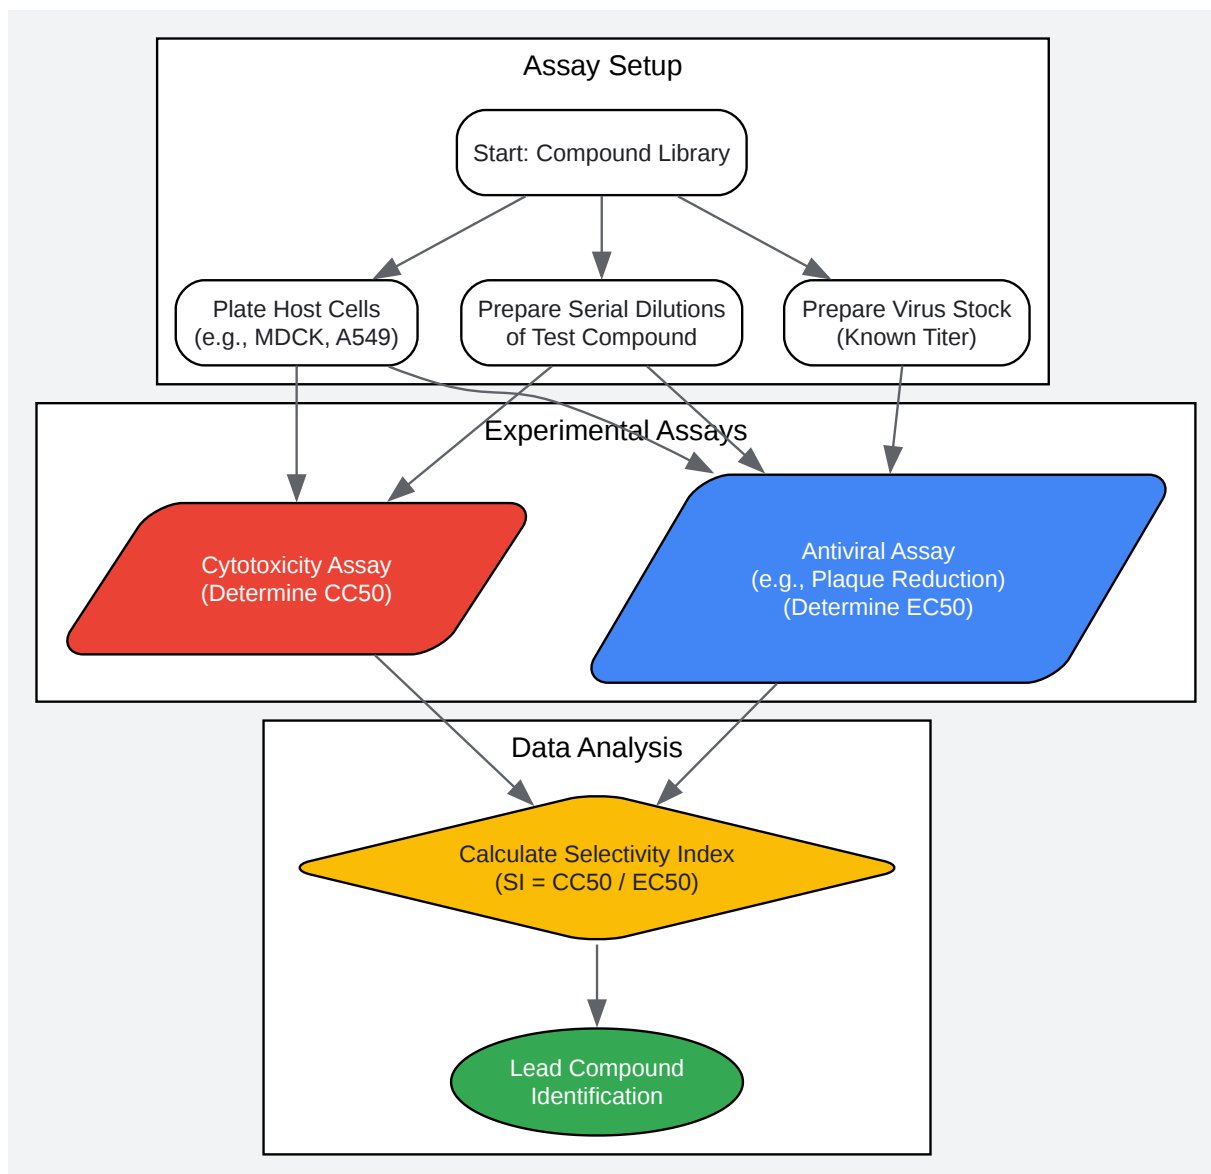 Assay Setup
Start: Compound Library
Plate Host Cells
(e.g., MDCK, A549)
Prepare Serial Dilutions
of Test Compound
Prepare Virus Stock
(Known Titer)
Experimental Assays
Cytotoxicity Assay
(Determine CC50)
Antiviral Assay
(e.g., Plaque Reduction)
(Determine EC50)
Data Analysis
Calculate Selectivity Index
(SI = CC50 / EC50)
Lead Compound
Identification